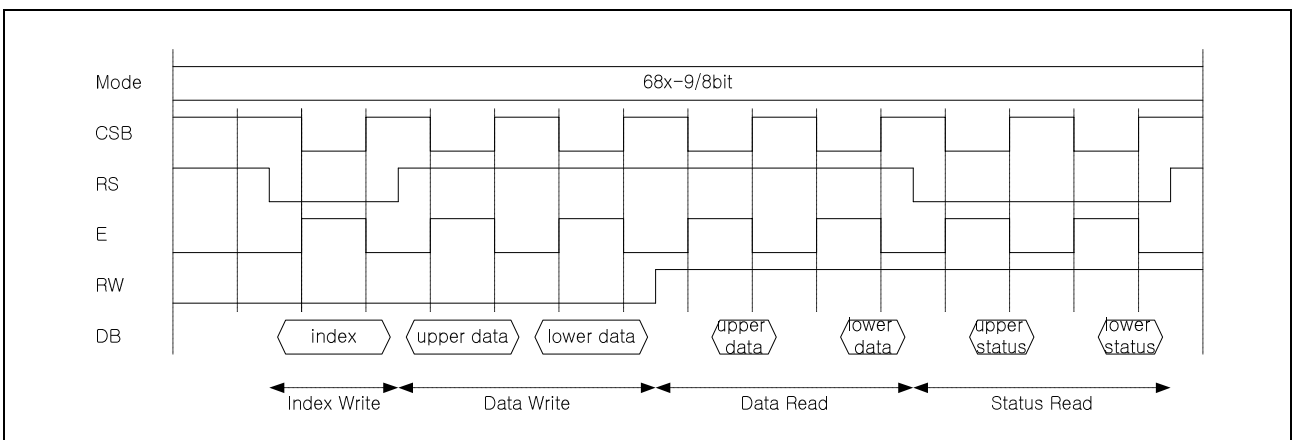 Mode
68x-9/8bit
CSB
RS
E
RW
DB
index
upper data
lower data
upper
data
lower
data
upper
status
lower
status
Index Write
Data Write
Data Read
Status Read